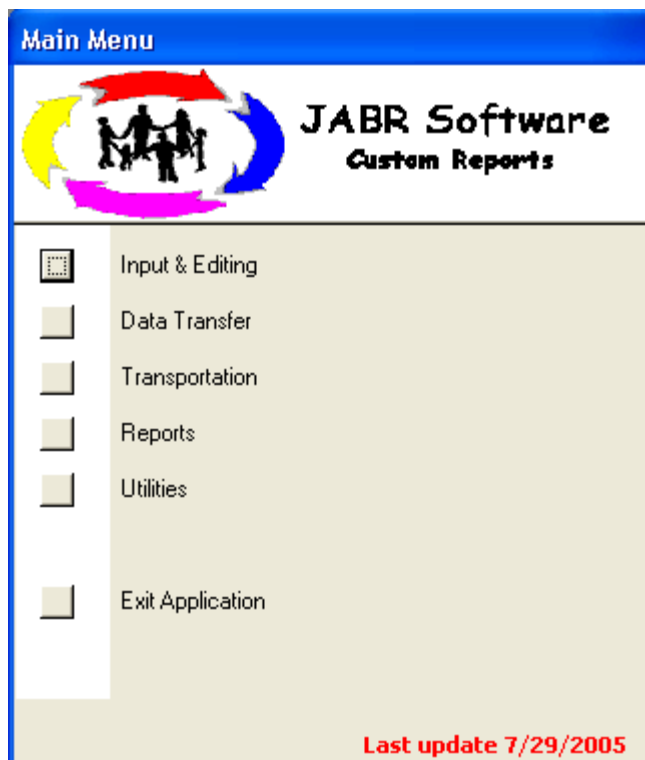 Main Menu
JABR Software
Custom Reports
Input & Editing
Data Transfer
Transportation
Reports
Utilities
Exit Application
Last update 7/29/2005